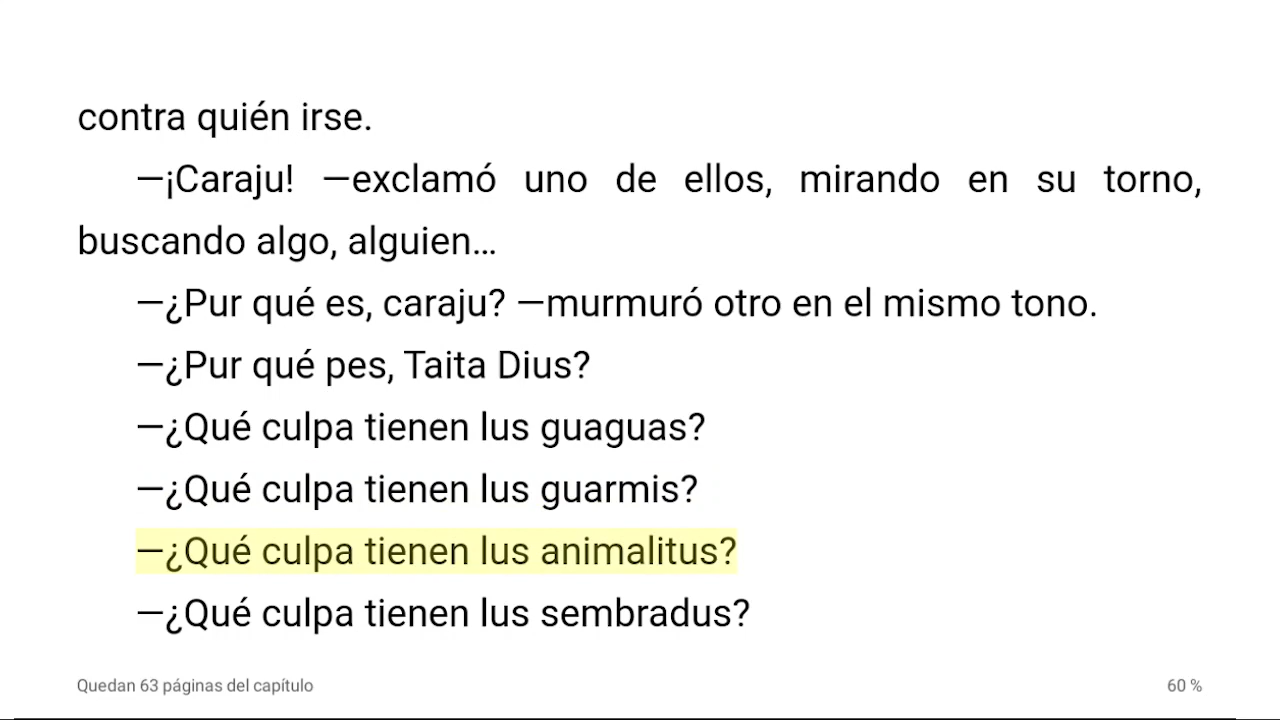 contra quién irse.
—¡Caraju! —exclamó uno de ellos, mirando en su torno,
buscando algo, alguien…
—¿Pur qué es, caraju? —murmuró otro en el mismo tono.
—¿Pur qué pes, Taita Dius?
—¿Qué culpa tienen lus guaguas?
—¿Qué culpa tienen lus guarmis?
—¿Qué culpa tienen lus animalitus?
—¿Qué culpa tienen lus sembradus?
Quedan 63 páginas del capítulo
60 %